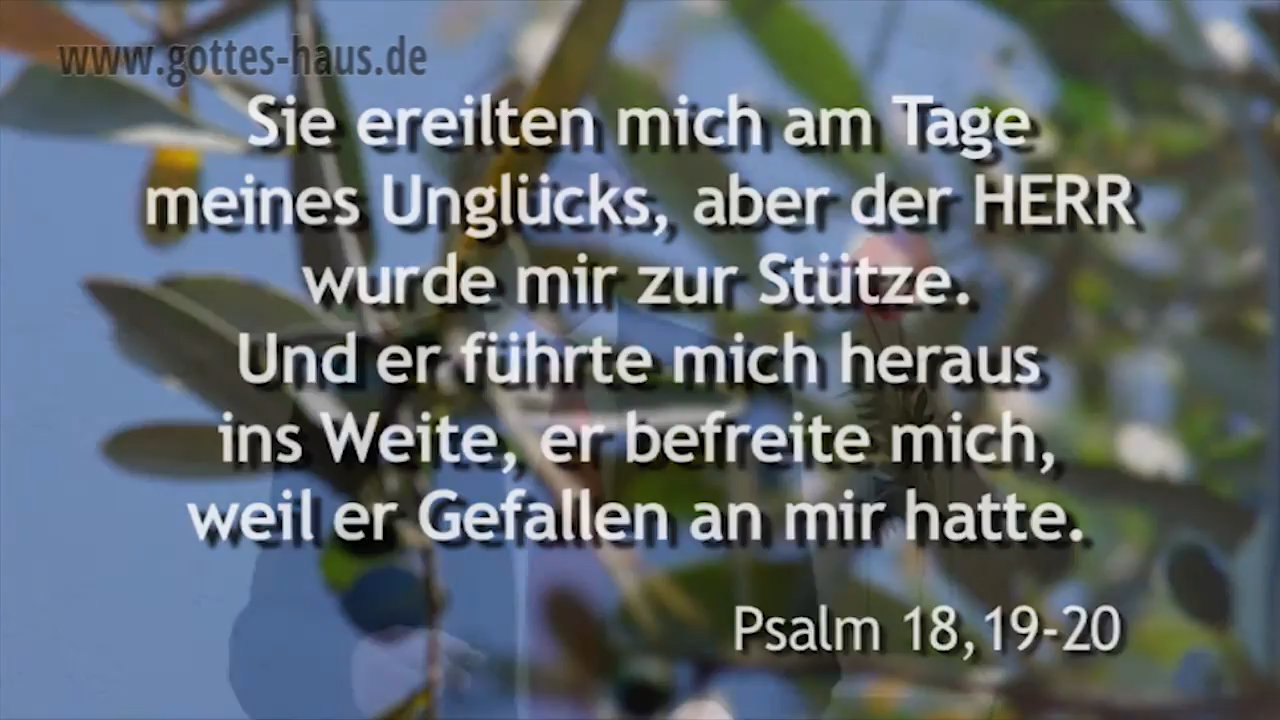 www.gottes-haus.de
Sie ereilten mich am Tage
meines Unglücks, aber der HERR
wurde mir zur Stütze.
Und er führte mich heraus
ins Weite, er befreite mich,
weil er Gefallen an mir hatte.
Psalm 18,19-20